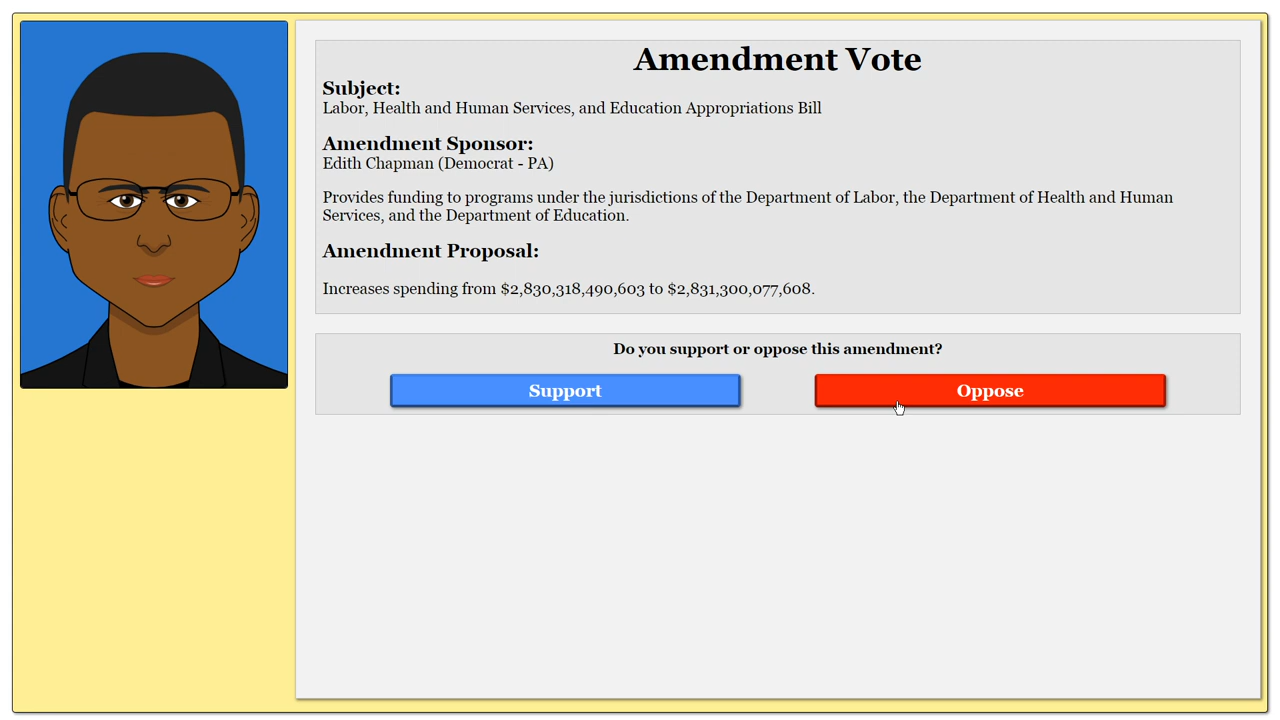 Amendment Vote
Subject:
Labor, Health and Human Services, and Education Appropriations Bill
Amendment Sponsor:
Edith Chapman (Democrat - PA)
Provides funding to programs under the jurisdictions of the Department of Labor, the Department of Health and Human
Services, and the Department of Education.
Amendment Proposal:
Increases spending from $2,830,318,490,603 to $2,831,300,077,608.
Do you support or oppose this amendment?
Support
Oppose